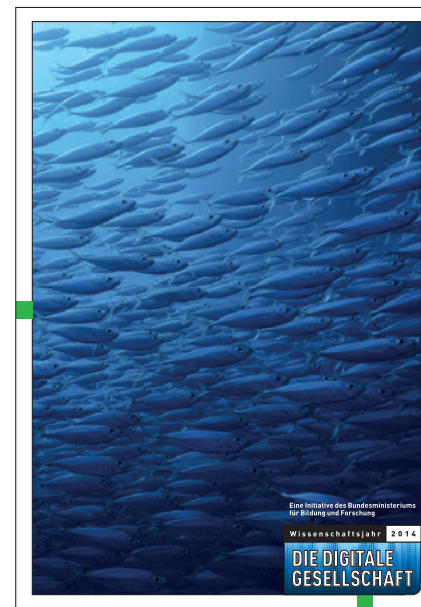 Eine Initiative des Bundesministeriums
für Bildung und Forschung
Wissenschaftsjahr 2014
DIE DIGITALE
GESELLSCHAFT